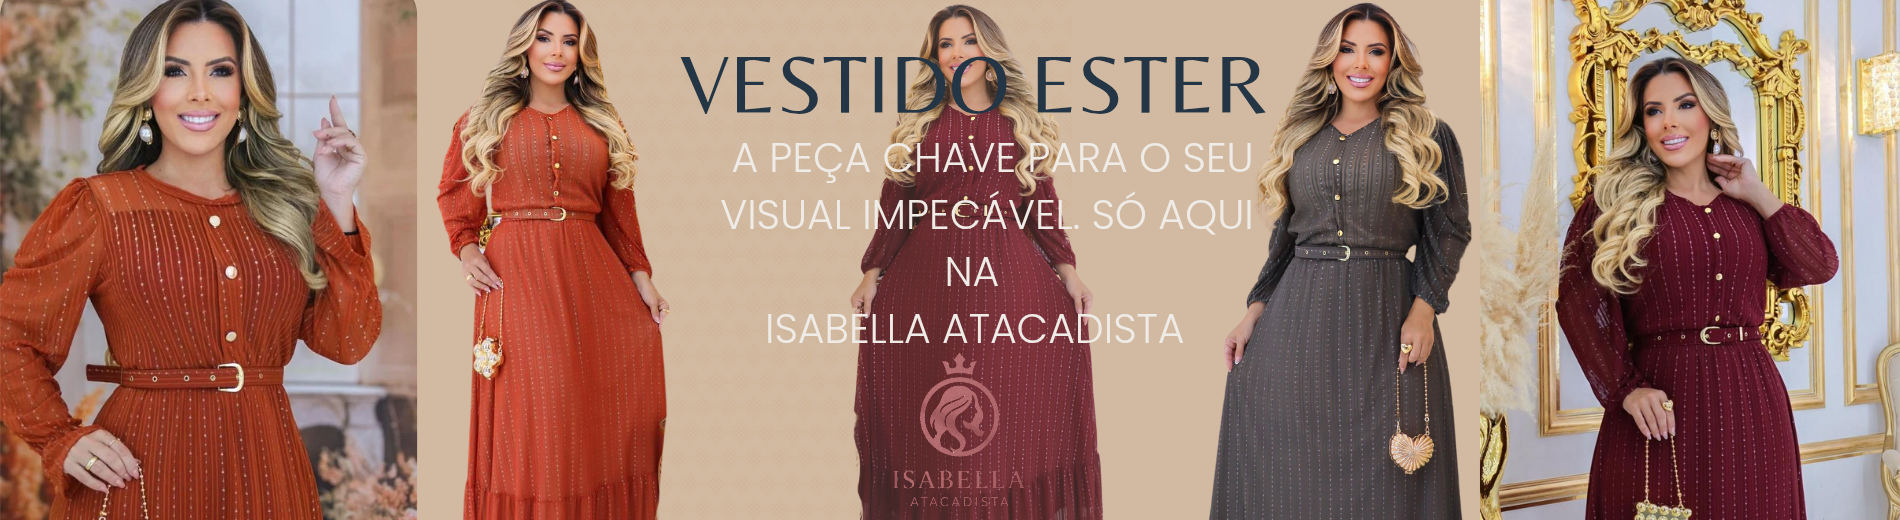 VESTIDO ESTER
A PEÇA CHAVE PARA O SEU
VISUAL IMPECÁVEL. SÓ AQUI
NA
ISABELLA ATACADISTA
ISABELLA
ATACADISTA